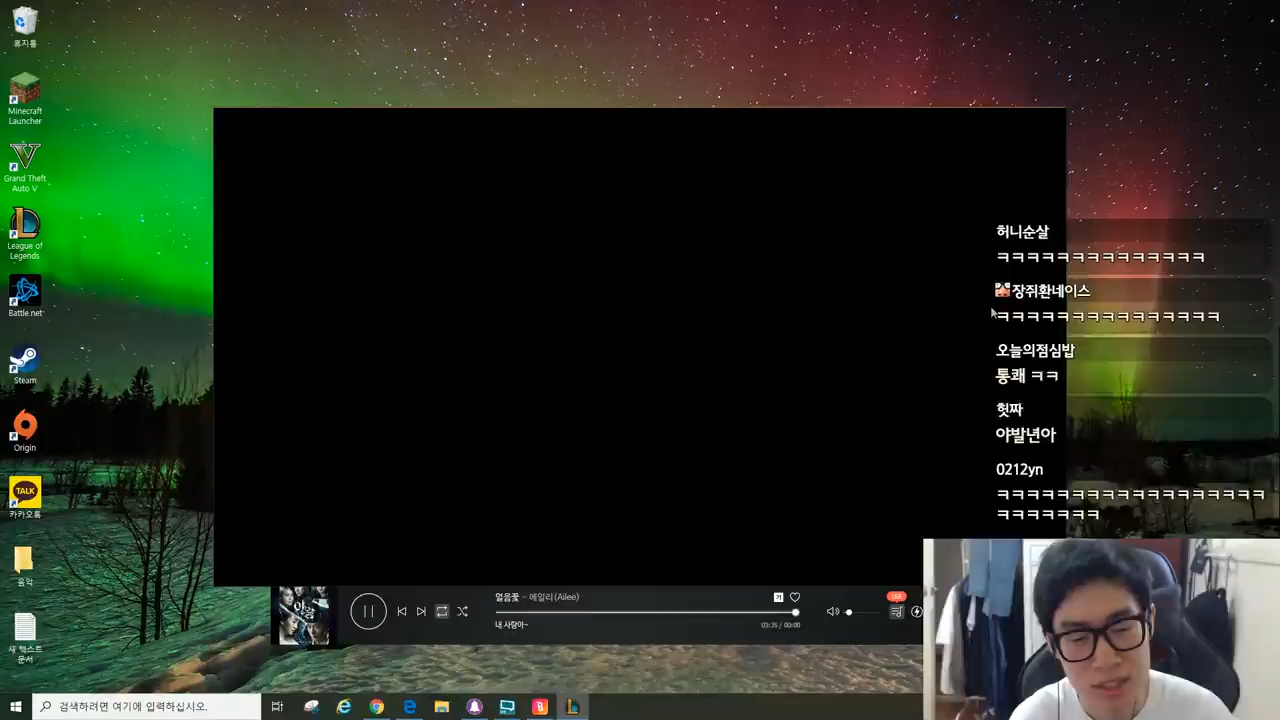 휴지통
Minecraft
Launcher
Grand Theft
Auto V
League of
Legends
Battle.net
Steam
Origin
TALK
카카오톡
음악
새 텍스트
문서
허니순살
ㅋㅋㅋㅋㅋㅋㅋㅋㅋㅋㅋㅋㅋㅋ
장쥐환네이스
ㅋㅋㅋㅋㅋㅋㅋㅋㅋㅋㅋㅋㅋㅋㅋ
오늘의점심밥
통쾌 ㅋㅋ
헛짜
야발년아
0212yn
ㅋㅋㅋㅋㅋㅋㅋㅋㅋㅋㅋㅋㅋㅋㅋㅋㅋㅋ
ㅋㅋㅋㅋㅋㅋㅋ
얼음꽃 - 에일리(Ailee)
가
내 사랑아~
03:35 / 00:00
168
검색하려면 여기에 입력하십시오.